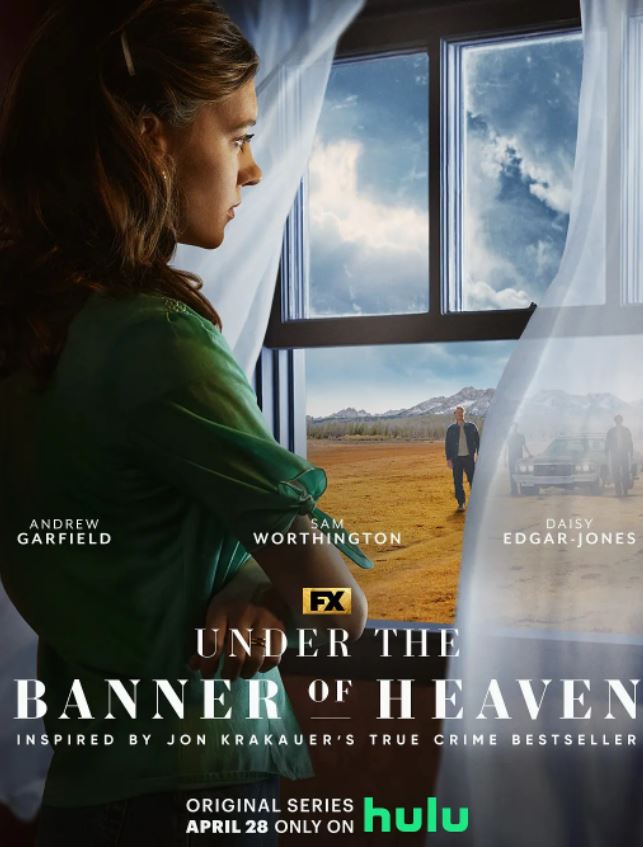 ANDREW
GARFIELD
SAM
WORTHINGTON
DAISY
EDGAR-JONES
FX
UNDER THE
BANNER OF HEAVEN
INSPIRED BY JON KRAKAUER'S TRUE CRIME BESTSELLER
ORIGINAL SERIES
APRIL 28 ONLY ON hulu